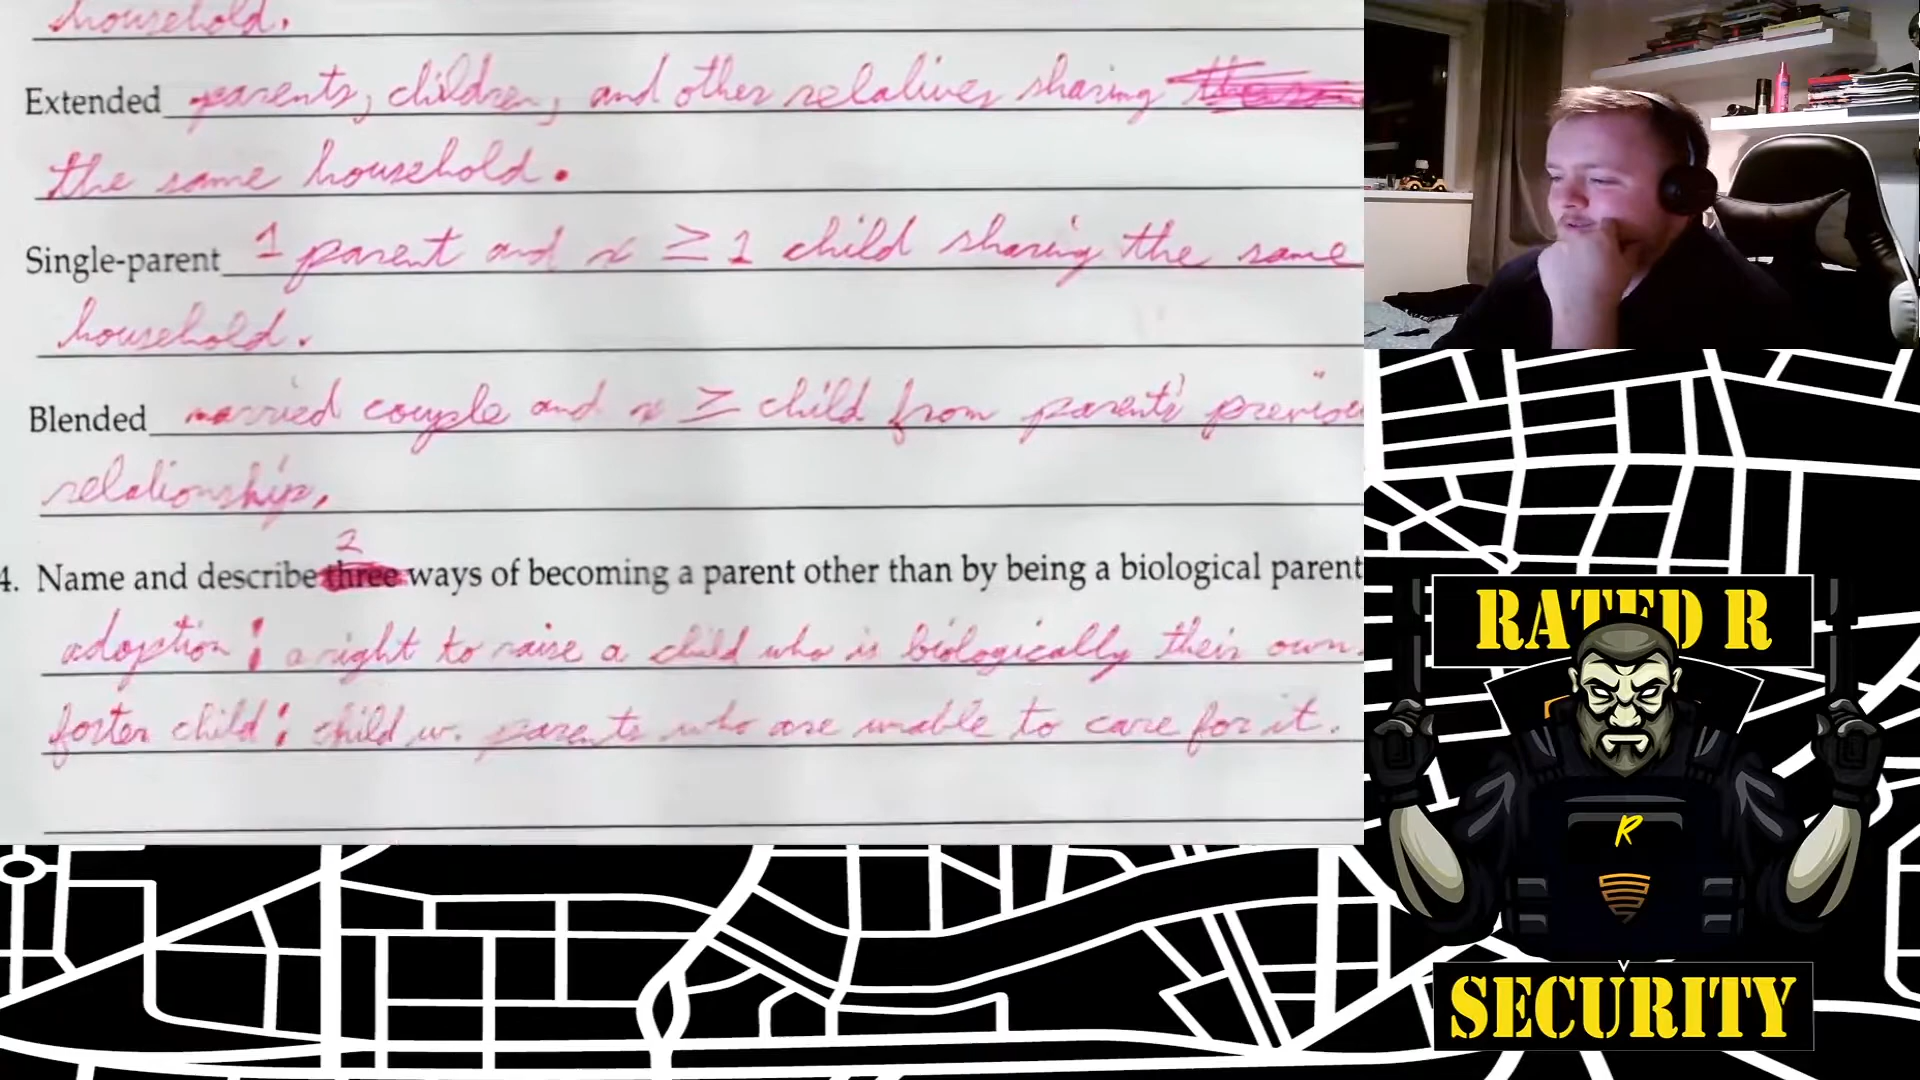 household.
Extended parents, children, and other relatives sharing
the same household.
Single-parent 1 parent and n ≥ 1 child sharing the same
household.
Blended married couple and n ≥ child from parents' previou
relationship.
2
4. Name and describe three ways of becoming a parent other than by being a biological parent
adoption: a right to raise a child who is biologically their own.
foster child: child w. parents who are unable to care for it.
RATED R
R
SECURITY